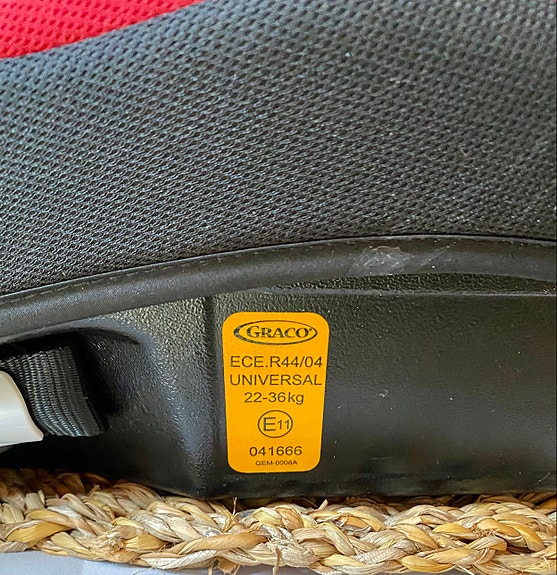 GRACO
ECE.R44/04
UNIVERSAL
22-36kg
E11
041666
GEM-0008A